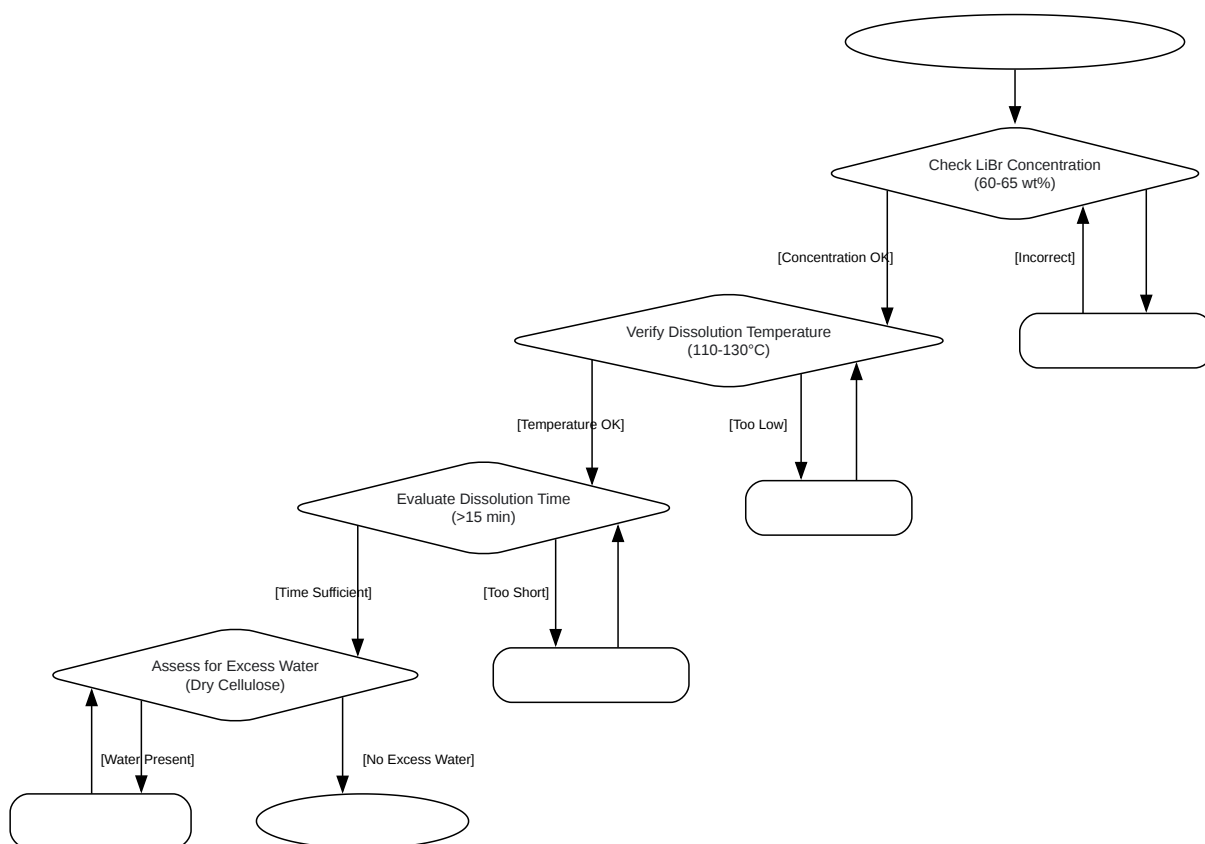 Check LiBr Concentration
(60-65 wt%)
[Concentration OK]
[Incorrect]
Verify Dissolution Temperature
(110-130°C)
[Temperature OK]
[Too Low]
Evaluate Dissolution Time
(>15 min)
[Time Sufficient]
[Too Short]
Assess for Excess Water
(Dry Cellulose)
[Water Present]
[No Excess Water]